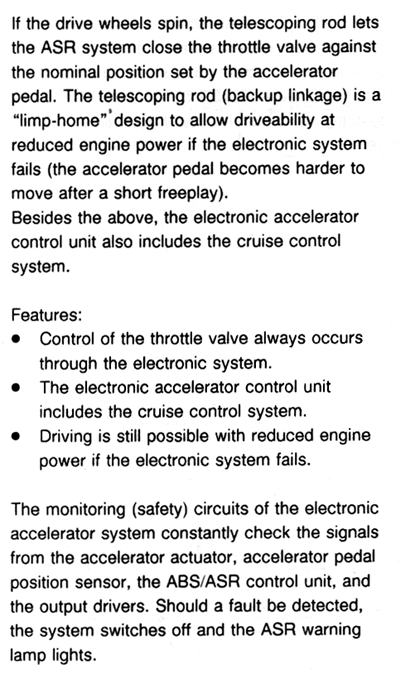 If the drive wheels spin, the telescoping rod lets
the ASR system close the throttle valve against
the nominal position set by the accelerator
pedal. The telescoping rod (backup linkage) is a
“limp-home” design to allow driveability at
reduced engine power if the electronic system
fails (the accelerator pedal becomes harder to
move after a short freeplay).
Besides the above, the electronic accelerator
control unit also includes the cruise control
system.
Features:
● Control of the throttle valve always occurs
through the electronic system.
● The electronic accelerator control unit
includes the cruise control system.
● Driving is still possible with reduced engine
power if the electronic system fails.
The monitoring (safety) circuits of the electronic
accelerator system constantly check the signals
from the accelerator actuator, accelerator pedal
position sensor, the ABS/ASR control unit, and
the output drivers. Should a fault be detected,
the system switches off and the ASR warning
lamp lights.